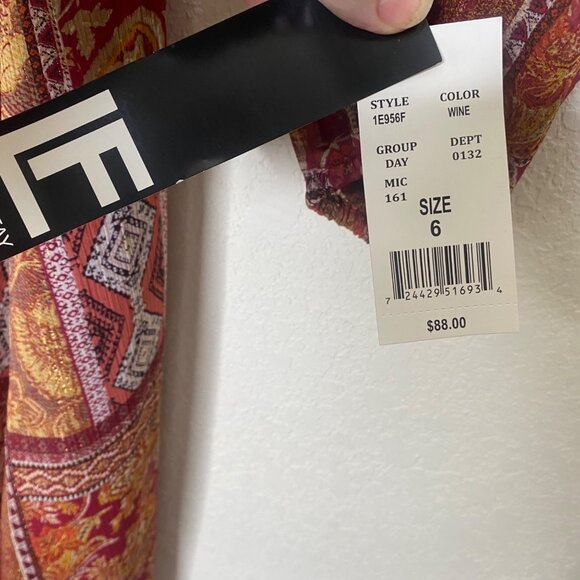 STYLE COLOR
1E956F WINE
GROUP DEPT
DAY 0132
MIC
161
SIZE
6
7 24429 51693 4
$88.00